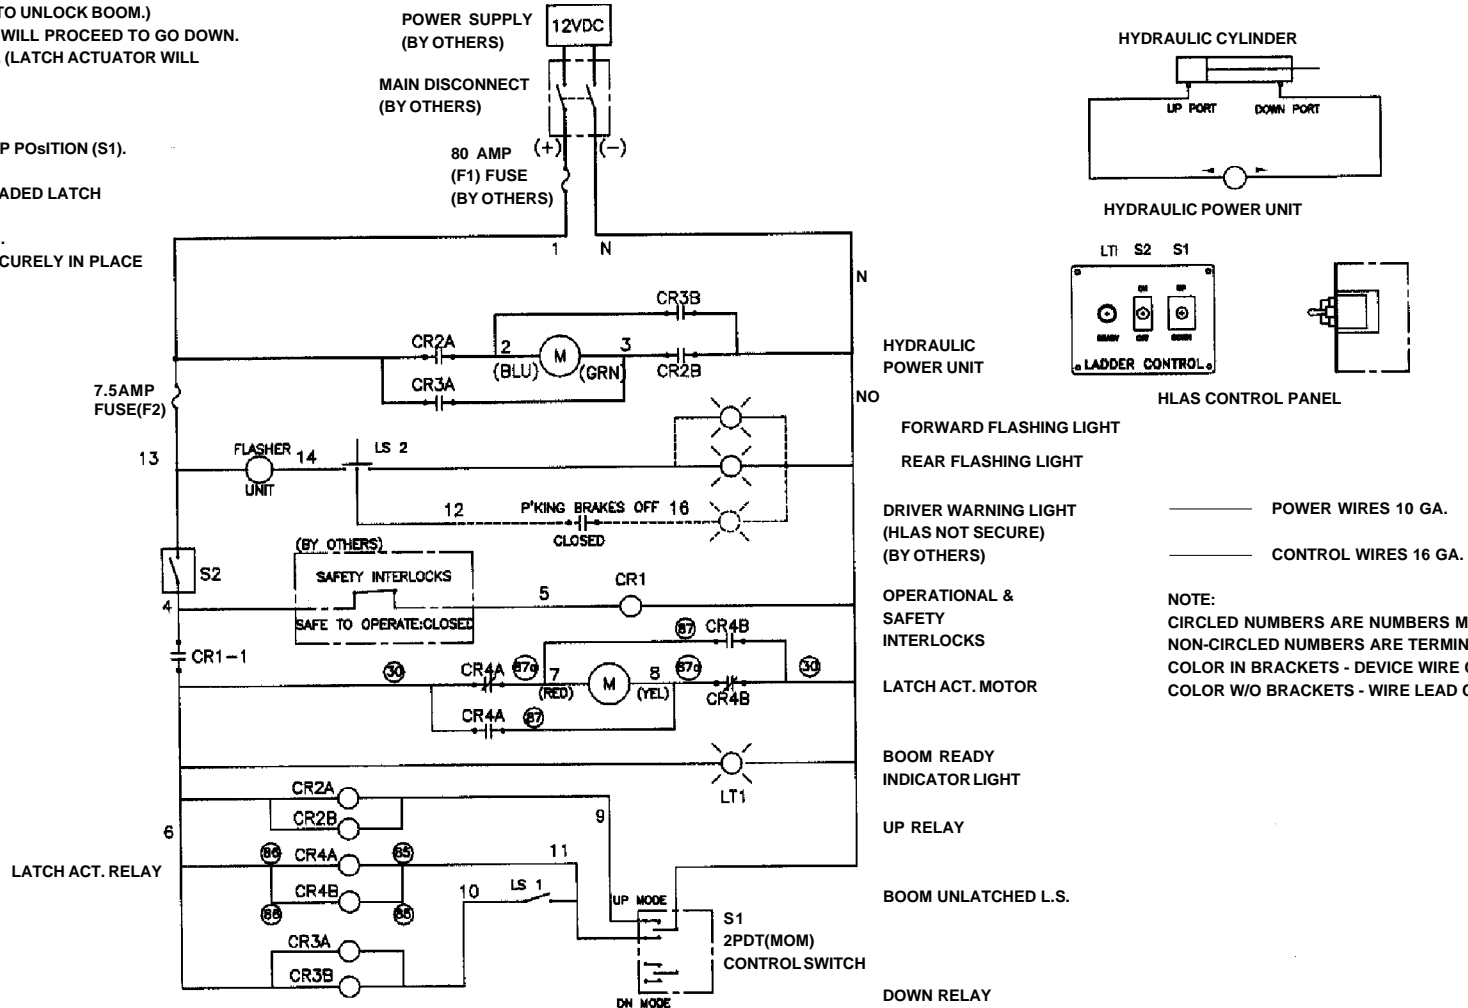 TO UNLOCK BOOM.)
WILL PROCEED TO GO DOWN.
(LATCH ACTUATOR WILL
P POsITION (S1).
ADED LATCH
.
CURELY IN PLACE
POWER SUPPLY
(BY OTHERS)
12VDC
MAIN DISCONNECT
(BY OTHERS)
(+)
(-)
80 AMP
(F1) FUSE
(BY OTHERS)
1
N
N
HYDRAULIC CYLINDER
UP PORT
DOWN PORT
HYDRAULIC POWER UNIT
LTI S2 S1
ON
UP
READY
OFF
DOWN
LADDER CONTROL
HLAS CONTROL PANEL
CR3B
CR2A
2
M
3
(BLU)
(GRN)
CR2B
CR3A
HYDRAULIC
POWER UNIT
NO
7.5AMP
FUSE(F2)
13
FLASHER
UNIT
14
LS 2
FORWARD FLASHING LIGHT
REAR FLASHING LIGHT
12
P'KING BRAKES OFF
CLOSED
16
DRIVER WARNING LIGHT
(HLAS NOT SECURE)
(BY OTHERS)
POWER WIRES 10 GA.
CONTROL WIRES 16 GA.
S2
(BY OTHERS)
SAFETY INTERLOCKS
SAFE TO OPERATE:CLOSED
4
5
CR1
OPERATIONAL &
SAFETY
INTERLOCKS
NOTE:
CIRCLED NUMBERS ARE NUMBERS M
NON-CIRCLED NUMBERS ARE TERMIN
COLOR IN BRACKETS - DEVICE WIRE
COLOR W/O BRACKETS - WIRE LEAD
CR1-1
87
CR4B
30
CR4A
87a
7
(RED)
M
8
(YEL)
87a
CR4B
30
CR4A
87
LATCH ACT. MOTOR
LT1
BOOM READY
INDICATOR LIGHT
CR2A
CR2B
9
UP RELAY
6
LATCH ACT. RELAY
86
CR4A
85
11
CR4B
86
85
10
LS 1
BOOM UNLATCHED L.S.
UP MODE
S1
2PDT(MOM)
CONTROL SWITCH
DN MODE
CR3A
CR3B
DOWN RELAY